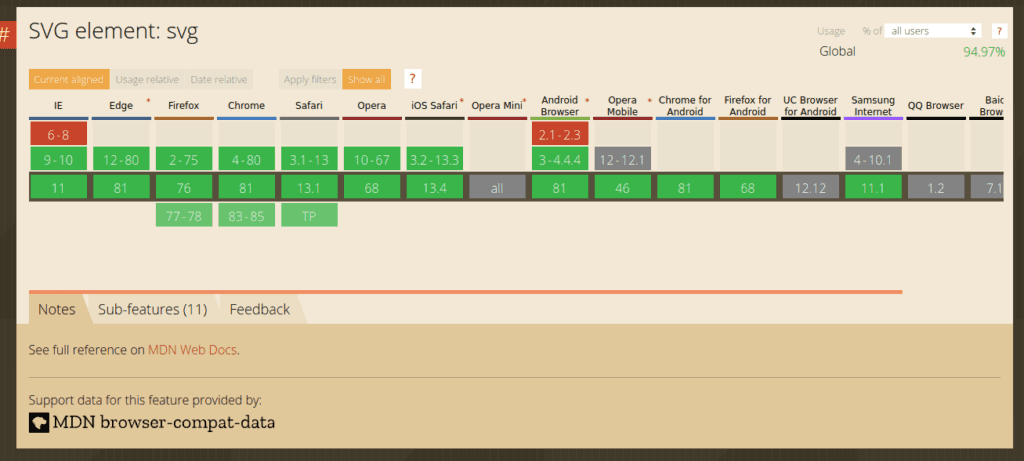 #
SVG element: svg
Usage % of all users ?
Global 94.97%
Current aligned Usage relative Date relative Apply filters Show all ?
IE Edge * Firefox Chrome Safari Opera iOS Safari * Opera Mini * Android Browser * Opera Mobile * Chrome for Android Firefox for Android UC Browser for Android Samsung Internet QQ Browser Baid Brow
6-8 2.1-2.3
9-10 12-80 2-75 4-80 3.1-13 10-67 3.2-13.3 3-4.4.4 12-12.1 4-10.1
11 81 76 81 13.1 68 13.4 all 81 46 81 68 12.12 11.1 1.2 7.1
77-78 83-85 TP
Notes Sub-features (11) Feedback
See full reference on MDN Web Docs.
Support data for this feature provided by:
MDN browser-compat-data